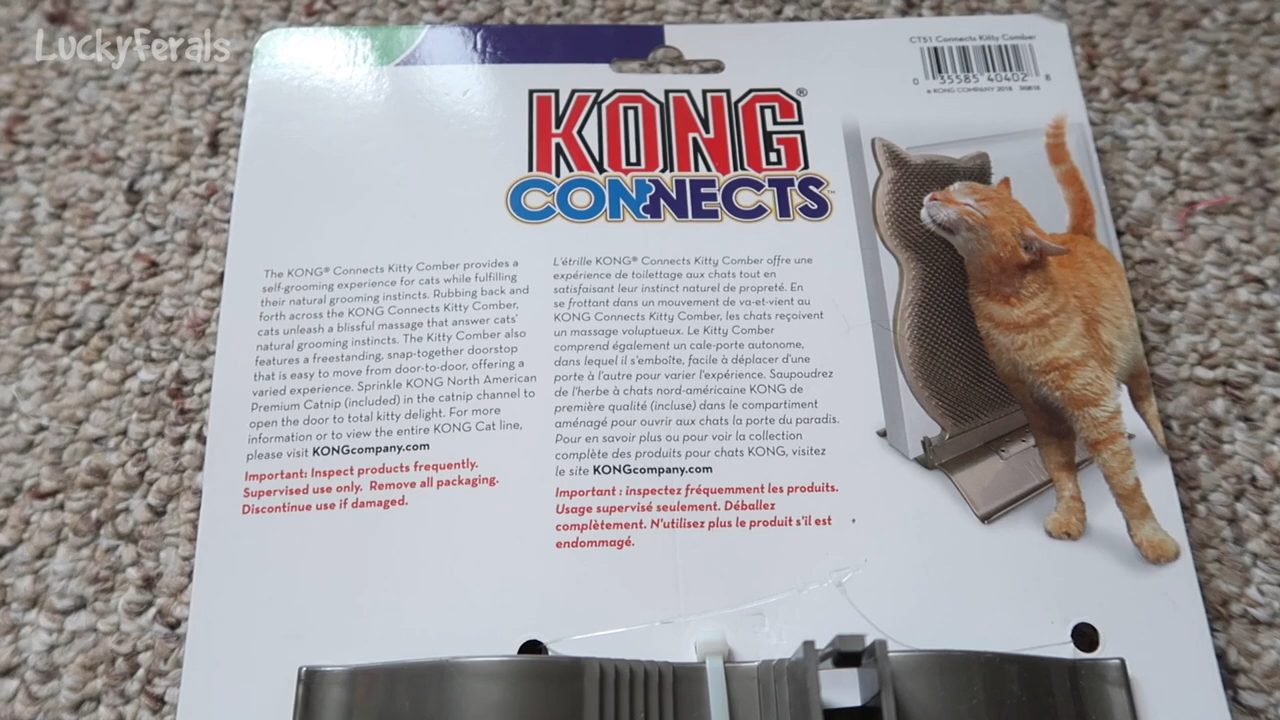 LuckyFerals
CT51 Connects Kitty Comber
0 35585 40402 8
© KONG COMPANY 2018
KONG®
CONNECTS™
The KONG® Connects Kitty Comber provides a
self-grooming experience for cats while fulfilling
their natural grooming instincts. Rubbing back and
forth across the KONG Connects Kitty Comber,
cats unleash a blissful massage that answer cats'
natural grooming instincts. The Kitty Comber also
features a freestanding, snap-together doorstop
that is easy to move from door-to-door, offering a
varied experience. Sprinkle KONG North American
Premium Catnip (included) in the catnip channel to
open the door to total kitty delight. For more
information or to view the entire KONG Cat line,
please visit KONGcompany.com
Important: Inspect products frequently.
Supervised use only. Remove all packaging.
Discontinue use if damaged.
L'étrille KONG® Connects Kitty Comber offre une
expérience de toilettage aux chats tout en
satisfaisant leur instinct naturel de propreté. En
se frottant dans un mouvement de va-et-vient au
KONG Connects Kitty Comber, les chats reçoivent
un massage voluptueux. Le Kitty Comber
comprend également un cale-porte autonome,
dans lequel il s'emboîte, facile à déplacer d'une
porte à l'autre pour varier l'expérience. Saupoudrez
de l'herbe à chats nord-américaine KONG de
première qualité (incluse) dans le compartiment
aménagé pour ouvrir aux chats la porte du paradis.
Pour en savoir plus ou pour voir la collection
complète des produits pour chats KONG, visitez
le site KONGcompany.com
Important : inspectez fréquemment les produits.
Usage supervisé seulement. Déballez
complètement. N'utilisez plus le produit s'il est
endommagé.